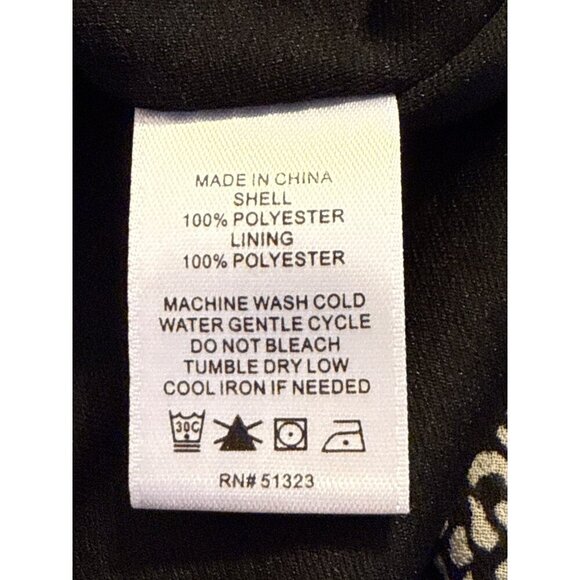 MADE IN CHINA
SHELL
100% POLYESTER
LINING
100% POLYESTER
MACHINE WASH COLD
WATER GENTLE CYCLE
DO NOT BLEACH
TUMBLE DRY LOW
COOL IRON IF NEEDED
30C
RN# 51323